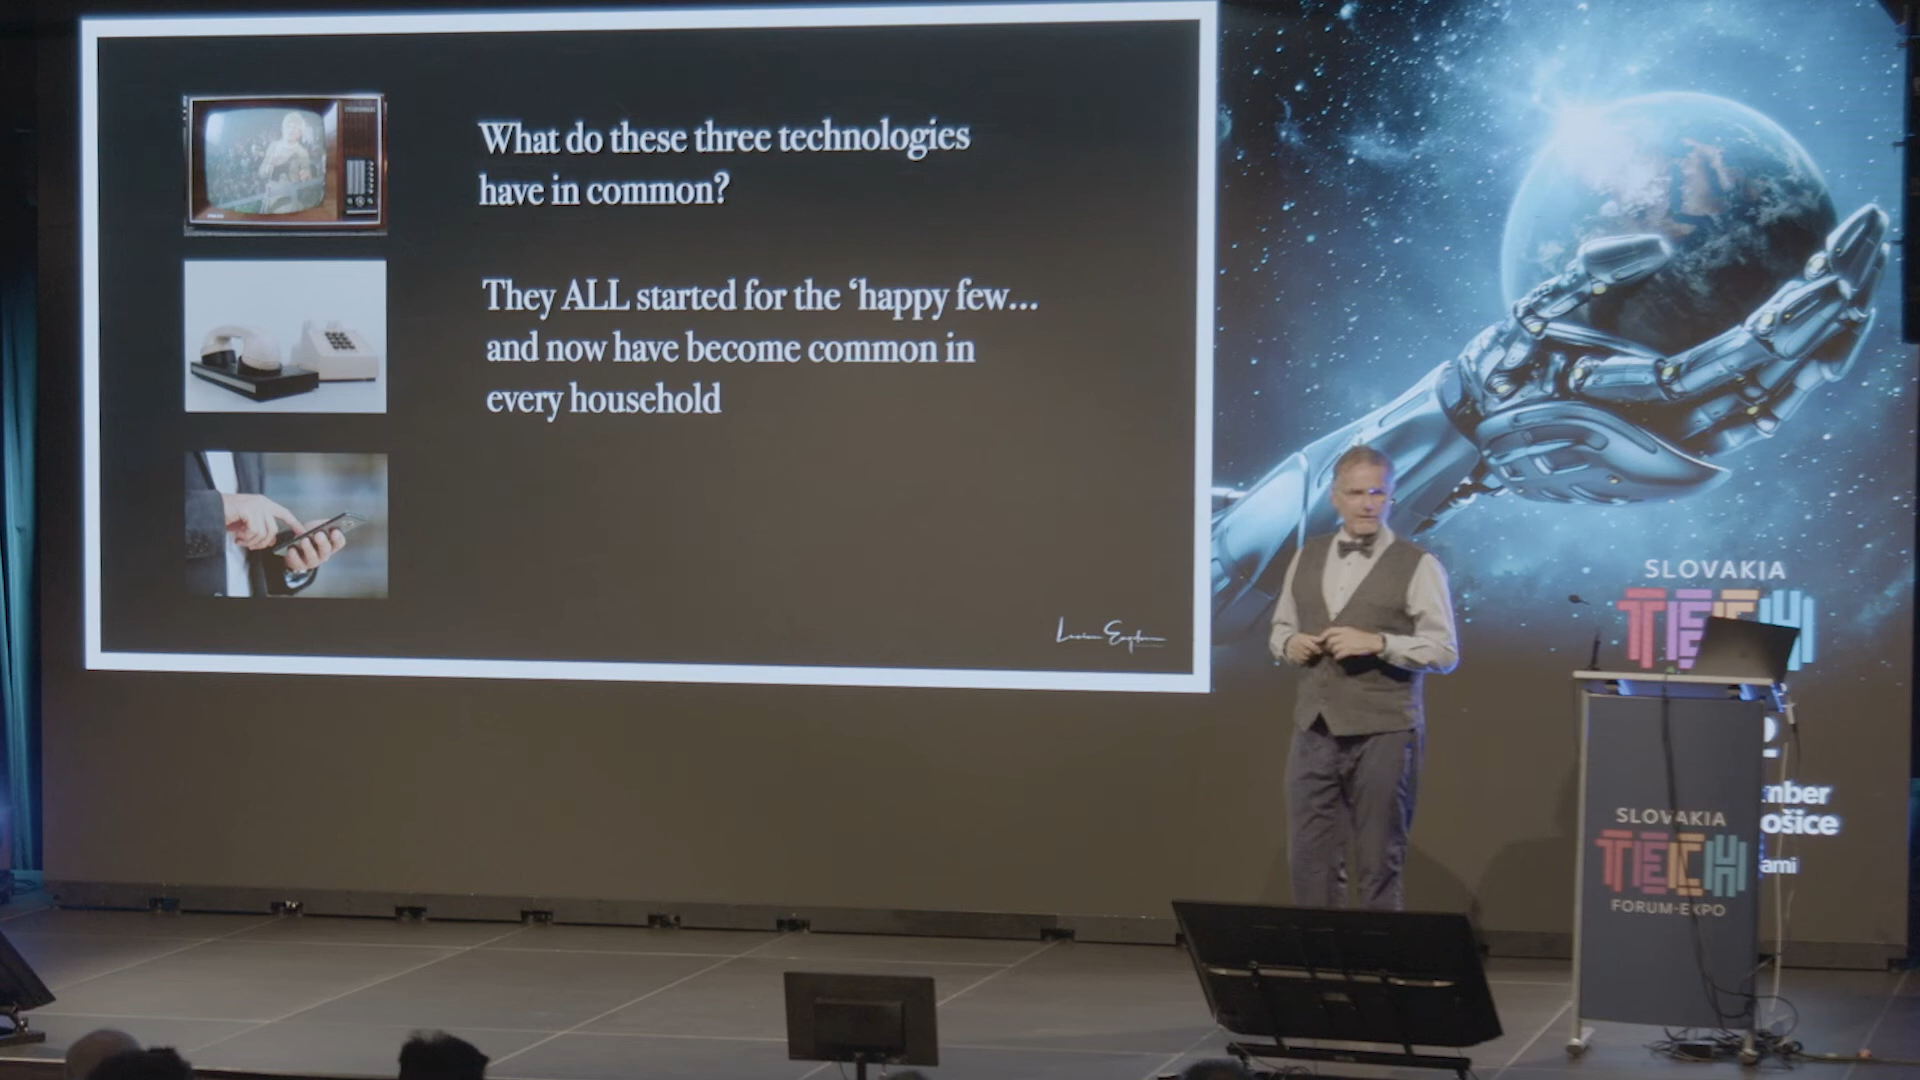 What do these three technologies
have in common?
They ALL started for the ‘happy few...
and now have become common in
every household
SLOVAKIA
TECH
SLOVAKIA
TECH
FORUM-EXPO